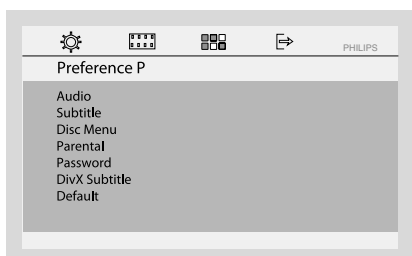 PHILIPS
Preference P
Audio
Subtitle
Disc Menu
Parental
Password
DivX Subtitle
Default